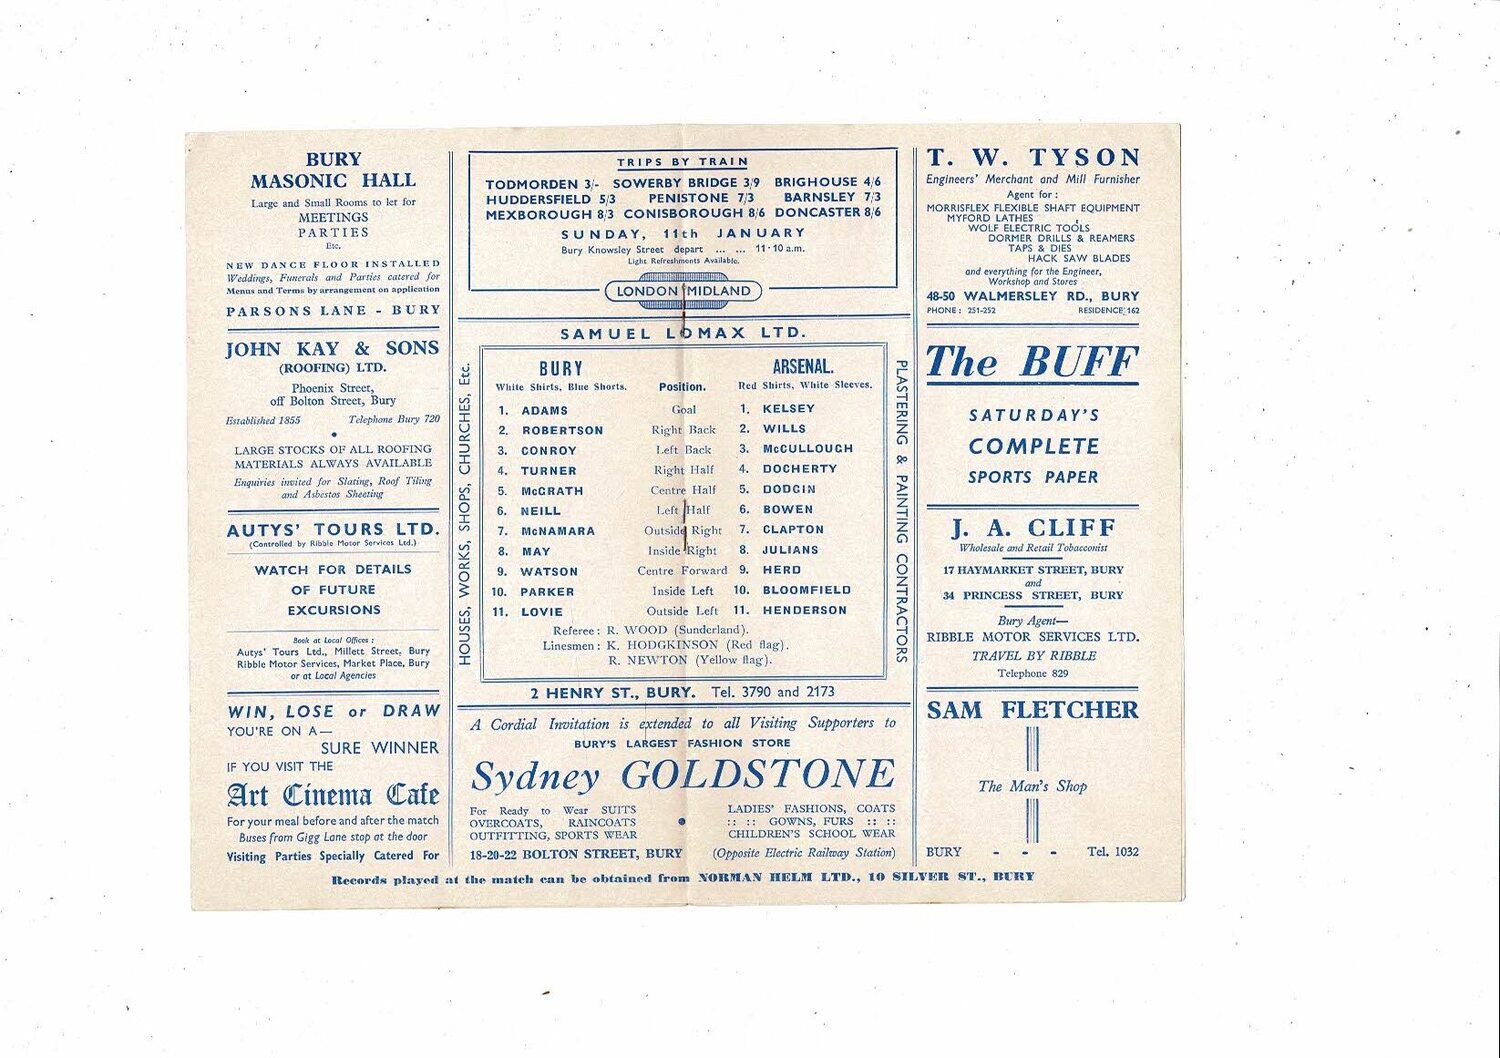 BURY
MASONIC HALL
Large and Small Rooms to let for
MEETINGS
PARTIES
Etc.
NEW DANCE FLOOR INSTALLED
Weddings, Funerals and Parties catered for
Menus and Terms by arrangement on application
PARSONS LANE - BURY
JOHN KAY & SONS
(ROOFING) LTD.
Phoenix Street,
off Bolton Street, Bury
Established 1855 Telephone Bury 720
LARGE STOCKS OF ALL ROOFING
MATERIALS ALWAYS AVAILABLE
Enquiries invited for Slating, Roof Tiling
and Asbestos Sheeting
AUTYS' TOURS LTD.
(Controlled by Ribble Motor Services Ltd.)
WATCH FOR DETAILS
OF FUTURE
EXCURSIONS
Book at Local Offices :
Autys' Tours Ltd., Millett Street, Bury
Ribble Motor Services, Market Place, Bury
or at Local Agencies
WIN, LOSE or DRAW
YOU'RE ON A—
SURE WINNER
IF YOU VISIT THE
Art Cinema Cafe
For your meal before and after the match
Buses from Gigg Lane stop at the door
Visiting Parties Specially Catered For
TRIPS BY TRAIN
TODMORDEN 3/- SOWERBY BRIDGE 3/9 BRIGHOUSE 4/6
HUDDERSFIELD 5/3 PENISTONE 7/3 BARNSLEY 7/3
MEXBOROUGH 8/3 CONISBOROUGH 8/6 DONCASTER 8/6
SUNDAY, 11th JANUARY
Bury Knowsley Street depart ... ... 11-10 a.m.
Light Refreshments Available.
LONDON MIDLAND
SAMUEL LOMAX LTD.
HOUSES, WORKS, SHOPS, CHURCHES, Etc.
BURY ARSENAL.
White Shirts, Blue Shorts. Position. Red Shirts, White Sleeves.
1. ADAMS Goal 1. KELSEY
2. ROBERTSON Right Back 2. WILLS
3. CONROY Left Back 3. McCULLOUGH
4. TURNER Right Half 4. DOCHERTY
5. McGRATH Centre Half 5. DODGIN
6. NEILL Left Half 6. BOWEN
7. McNAMARA Outside Right 7. CLAPTON
8. MAY Inside Right 8. JULIANS
9. WATSON Centre Forward 9. HERD
10. PARKER Inside Left 10. BLOOMFIELD
11. LOVIE Outside Left 11. HENDERSON
Referee: R. WOOD (Sunderland).
Linesmen: K. HODGKINSON (Red flag).
R. NEWTON (Yellow flag).
PLASTERING & PAINTING CONTRACTORS
2 HENRY ST., BURY. Tel. 3790 and 2173
A Cordial Invitation is extended to all Visiting Supporters to
BURY'S LARGEST FASHION STORE
Sydney GOLDSTONE
For Ready to Wear SUITS LADIES' FASHIONS, COATS
OVERCOATS, RAINCOATS :: :: GOWNS, FURS :: ::
OUTFITTING, SPORTS WEAR CHILDREN'S SCHOOL WEAR
18-20-22 BOLTON STREET, BURY (Opposite Electric Railway Station)
T. W. TYSON
Engineers' Merchant and Mill Furnisher
Agent for :
MORRISFLEX FLEXIBLE SHAFT EQUIPMENT
MYFORD LATHES
WOLF ELECTRIC TOOLS
DORMER DRILLS & REAMERS
TAPS & DIES
HACK SAW BLADES
and everything for the Engineer,
Workshop and Stores
48-50 WALMERSLEY RD., BURY
PHONE: 251-252 RESIDENCE 162
The BUFF
SATURDAY'S
COMPLETE
SPORTS PAPER
J. A. CLIFF
Wholesale and Retail Tobacconist
17 HAYMARKET STREET, BURY
and
34 PRINCESS STREET, BURY
Bury Agent—
RIBBLE MOTOR SERVICES LTD.
TRAVEL BY RIBBLE
Telephone 829
SAM FLETCHER
The Man's Shop
BURY - - - Tel. 1032
Records played at the match can be obtained from NORMAN HELM LTD., 10 SILVER ST., BURY